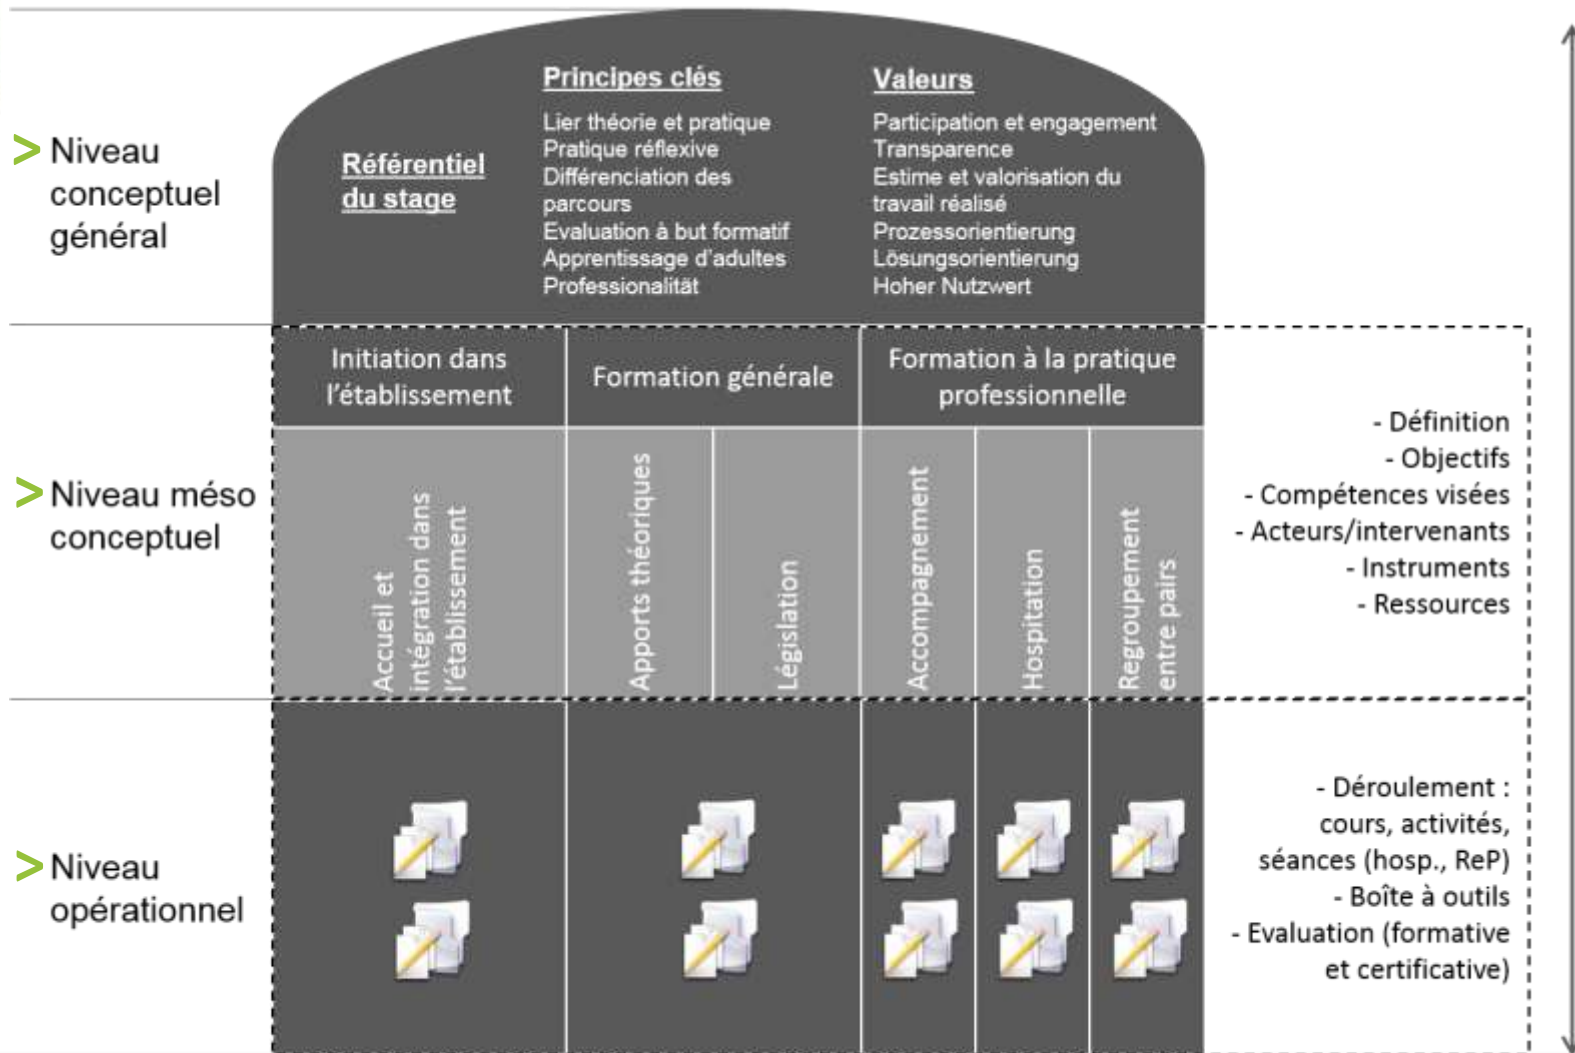 > Niveau
conceptuel
général
Référentiel
du stage
Principes clés
Lier théorie et pratique
Pratique réflexive
Différenciation des
parcours
Evaluation à but formatif
Apprentissage d'adultes
Professionalität
Valeurs
Participation et engagement
Transparence
Estime et valorisation du
travail réalisé
Prozessorientierung
Lösungsorientierung
Hoher Nutzwert
> Niveau méso
conceptuel
Initiation dans
l'établissement
Formation générale
Formation à la pratique
professionnelle
Accueil et
intégration dans
l'établissement
Apports théoriques
Législation
Accompagnement
Hospitation
Regroupement
entre pairs
- Définition
- Objectifs
- Compétences visées
- Acteurs/intervenants
- Instruments
- Ressources
> Niveau
opérationnel
- Déroulement :
cours, activités,
séances (hosp., ReP)
- Boîte à outils
- Evaluation (formative
et certificative)